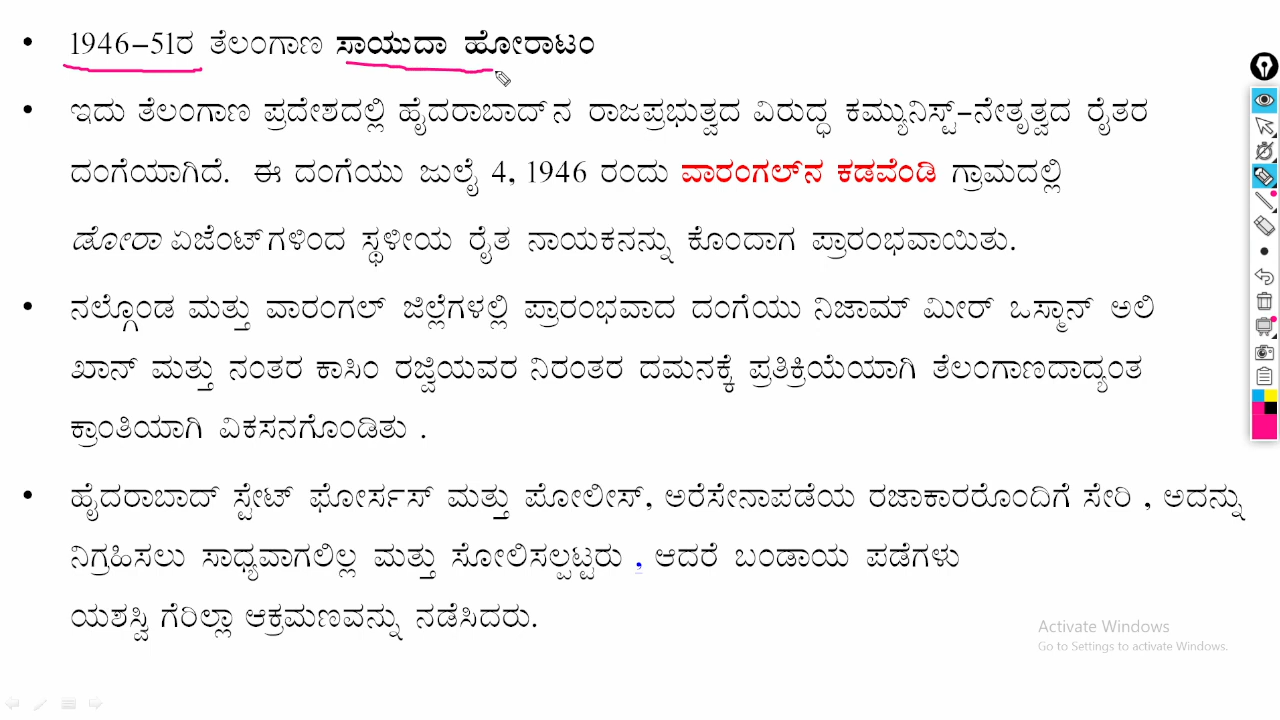 • 1946–51ರ ತೆಲಂಗಾಣ ಸಾಯುದಾ ಹೋರಾಟಂ
• ಇದು ತೆಲಂಗಾಣ ಪ್ರದೇಶದಲ್ಲಿ ಹೈದರಾಬಾದ್‌ನ ರಾಜಪ್ರಭುತ್ವದ ವಿರುದ್ಧ ಕಮ್ಯುನಿಸ್ಟ್-ನೇತೃತ್ವದ ರೈತರ
ದಂಗೆಯಾಗಿದೆ. ಈ ದಂಗೆಯು ಜುಲೈ 4, 1946 ರಂದು ವಾರಂಗಲ್‌ನ ಕಡವೆಂಡಿ ಗ್ರಾಮದಲ್ಲಿ
ಡೋರಾ ಏಜೆಂಟ್‌ಗಳಿಂದ ಸ್ಥಳೀಯ ರೈತ ನಾಯಕನನ್ನು ಕೊಂದಾಗ ಪ್ರಾರಂಭವಾಯಿತು.
• ನಲ್ಗೊಂಡ ಮತ್ತು ವಾರಂಗಲ್ ಜಿಲ್ಲೆಗಳಲ್ಲಿ ಪ್ರಾರಂಭವಾದ ದಂಗೆಯು ನಿಜಾಮ್ ಮೀರ್ ಒಸ್ಮಾನ್ ಅಲಿ
ಖಾನ್ ಮತ್ತು ನಂತರ ಕಾಸಿಂ ರಜ್ವಿಯವರ ನಿರಂತರ ದಮನಕ್ಕೆ ಪ್ರತಿಕ್ರಿಯೆಯಾಗಿ ತೆಲಂಗಾಣದಾದ್ಯಂತ
ಕ್ರಾಂತಿಯಾಗಿ ವಿಕಸನಗೊಂಡಿತು .
• ಹೈದರಾಬಾದ್ ಸ್ಟೇಟ್ ಫೋರ್ಸಸ್ ಮತ್ತು ಪೋಲೀಸ್, ಅರೆಸೇನಾಪಡೆಯ ರಜಾಕಾರರೊಂದಿಗೆ ಸೇರಿ , ಅದನ್ನು
ನಿಗ್ರಹಿಸಲು ಸಾಧ್ಯವಾಗಲಿಲ್ಲ ಮತ್ತು ಸೋಲಿಸಲ್ಪಟ್ಟರು , ಆದರೆ ಬಂಡಾಯ ಪಡೆಗಳು
ಯಶಸ್ವಿ ಗೆರಿಲ್ಲಾ ಆಕ್ರಮಣವನ್ನು ನಡೆಸಿದರು.
Activate Windows
Go to Settings to activate Windows.